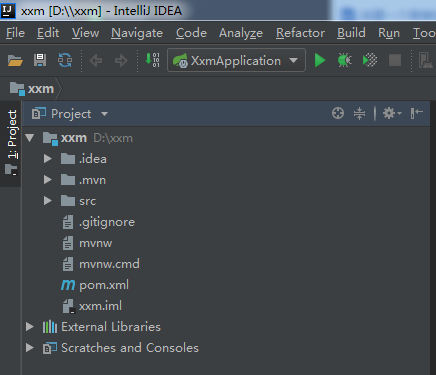 xxm [D:\\xxm] - IntelliJ IDEA
File Edit View Navigate Code Analyze Refactor Build Run Too
XxmApplication
xxm
1: Project
Project
xxm D:\xxm
.idea
.mvn
src
.gitignore
mvnw
mvnw.cmd
pom.xml
xxm.iml
External Libraries
Scratches and Consoles